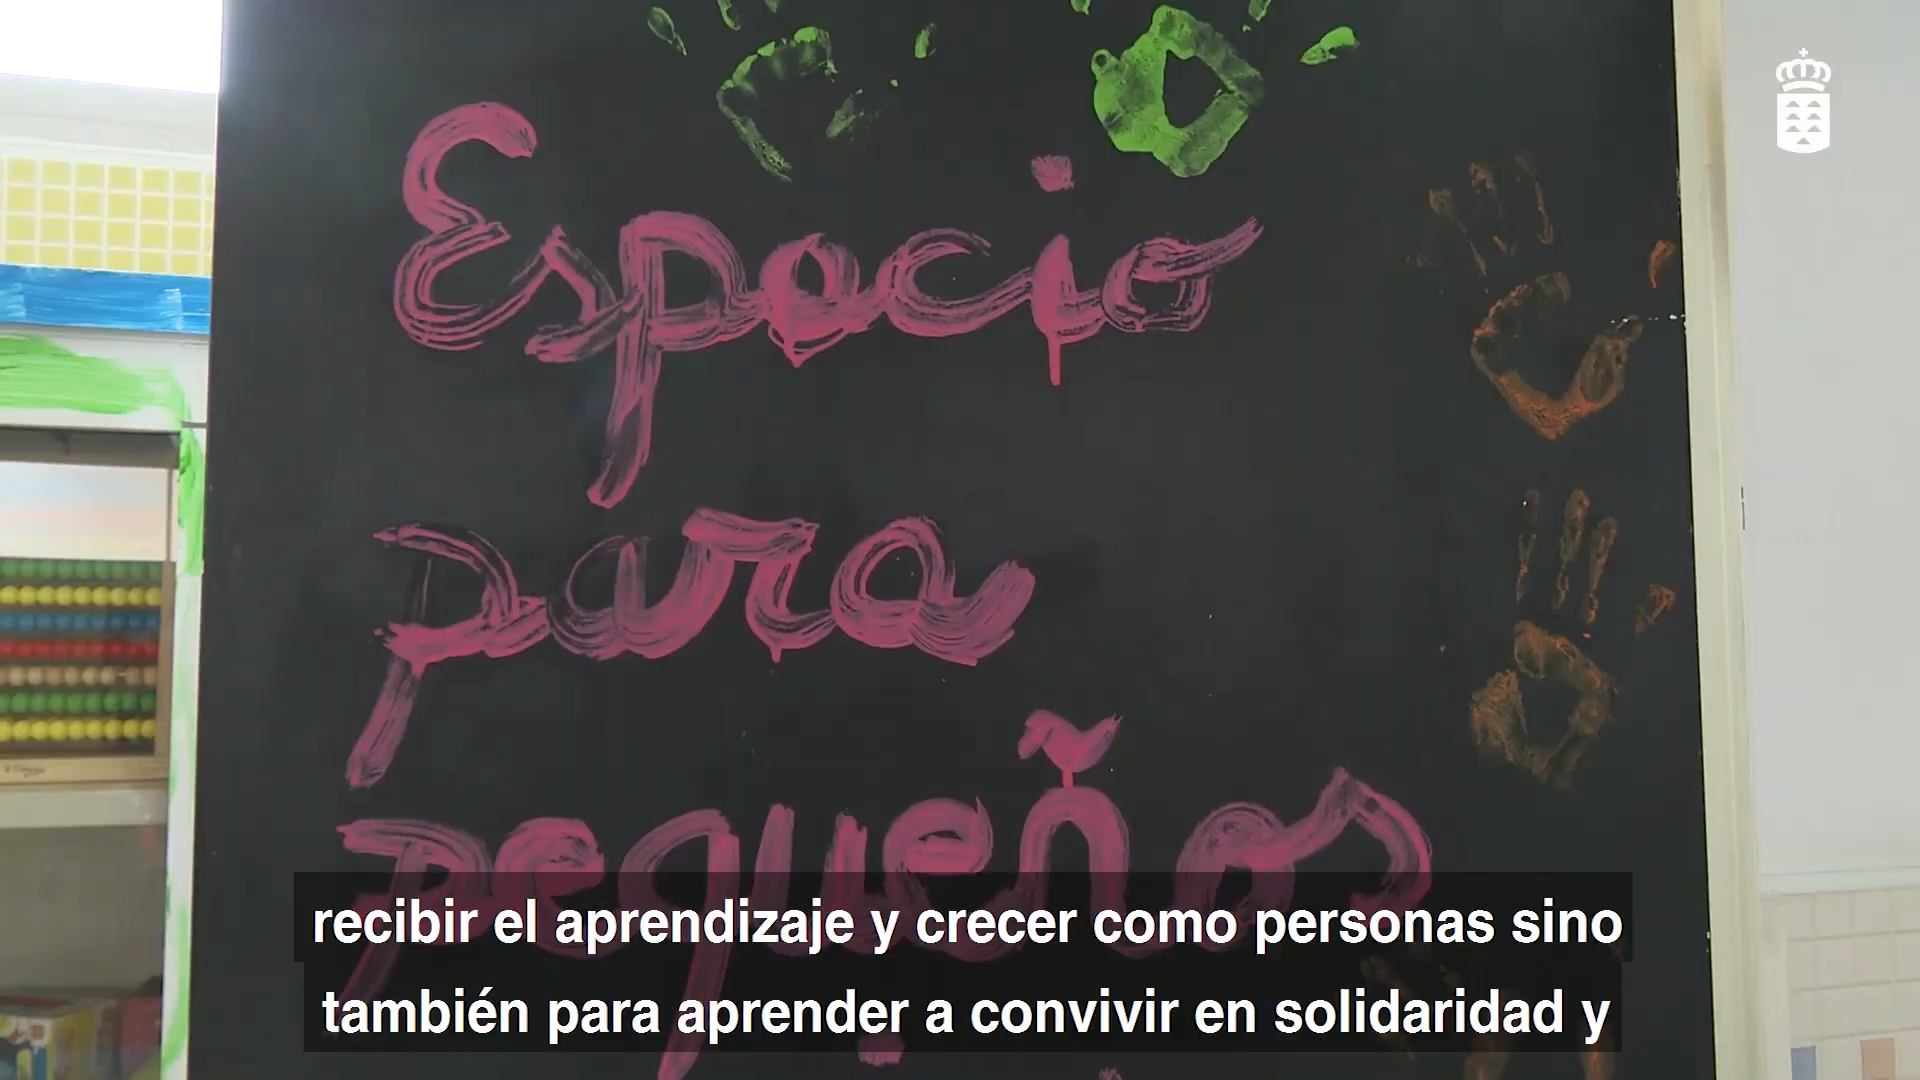 Espacio
para
pequeños
recibir el aprendizaje y crecer como personas sino
también para aprender a convivir en solidaridad y